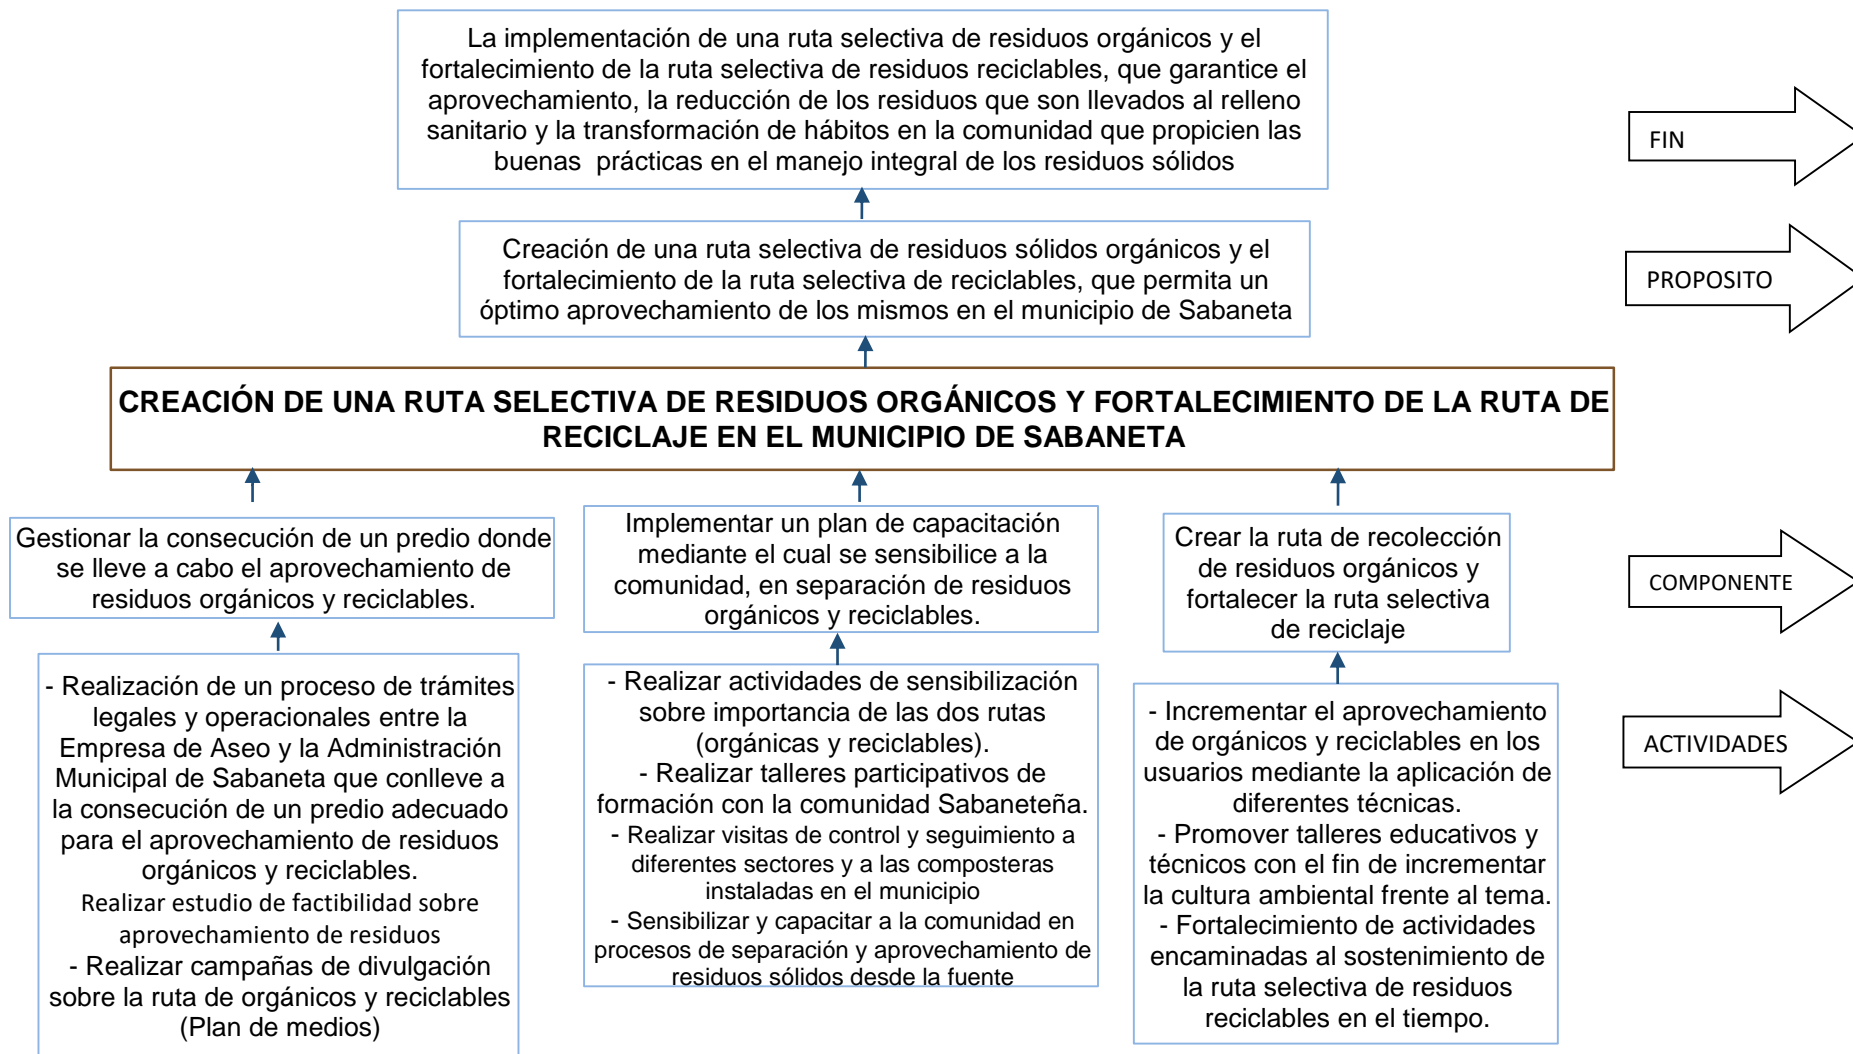 La implementación de una ruta selectiva de residuos orgánicos y el
fortalecimiento de la ruta selectiva de residuos reciclables, que garantice el
aprovechamiento, la reducción de los residuos que son llevados al relleno
sanitario y la transformación de hábitos en la comunidad que propicien las
buenas prácticas en el manejo integral de los residuos sólidos
FIN
Creación de una ruta selectiva de residuos sólidos orgánicos y el
fortalecimiento de la ruta selectiva de reciclables, que permita un
óptimo aprovechamiento de los mismos en el municipio de Sabaneta
PROPOSITO
CREACIÓN DE UNA RUTA SELECTIVA DE RESIDUOS ORGÁNICOS Y FORTALECIMIENTO DE LA RUTA DE
RECICLAJE EN EL MUNICIPIO DE SABANETA
Gestionar la consecución de un predio donde
se lleve a cabo el aprovechamiento de
residuos orgánicos y reciclables.
Implementar un plan de capacitación
mediante el cual se sensibilice a la
comunidad, en separación de residuos
orgánicos y reciclables.
Crear la ruta de recolección
de residuos orgánicos y
fortalecer la ruta selectiva
de reciclaje
COMPONENTE
- Realización de un proceso de trámites
legales y operacionales entre la
Empresa de Aseo y la Administración
Municipal de Sabaneta que conlleve a
la consecución de un predio adecuado
para el aprovechamiento de residuos
orgánicos y reciclables.
Realizar estudio de factibilidad sobre
aprovechamiento de residuos
- Realizar campañas de divulgación
sobre la ruta de orgánicos y reciclables
(Plan de medios)
- Realizar actividades de sensibilización
sobre importancia de las dos rutas
(orgánicas y reciclables).
- Realizar talleres participativos de
formación con la comunidad Sabaneteña.
- Realizar visitas de control y seguimiento a
diferentes sectores y a las composteras
instaladas en el municipio
- Sensibilizar y capacitar a la comunidad en
procesos de separación y aprovechamiento de
residuos sólidos desde la fuente
- Incrementar el aprovechamiento
de orgánicos y reciclables en los
usuarios mediante la aplicación de
diferentes técnicas.
- Promover talleres educativos y
técnicos con el fin de incrementar
la cultura ambiental frente al tema.
- Fortalecimiento de actividades
encaminadas al sostenimiento de
la ruta selectiva de residuos
reciclables en el tiempo.
ACTIVIDADES